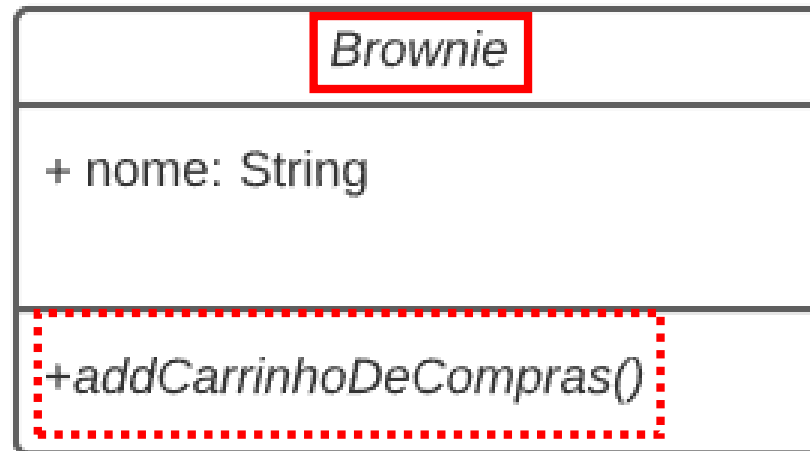 Brownie
+ nome: String
+addCarrinhoDeCompras()